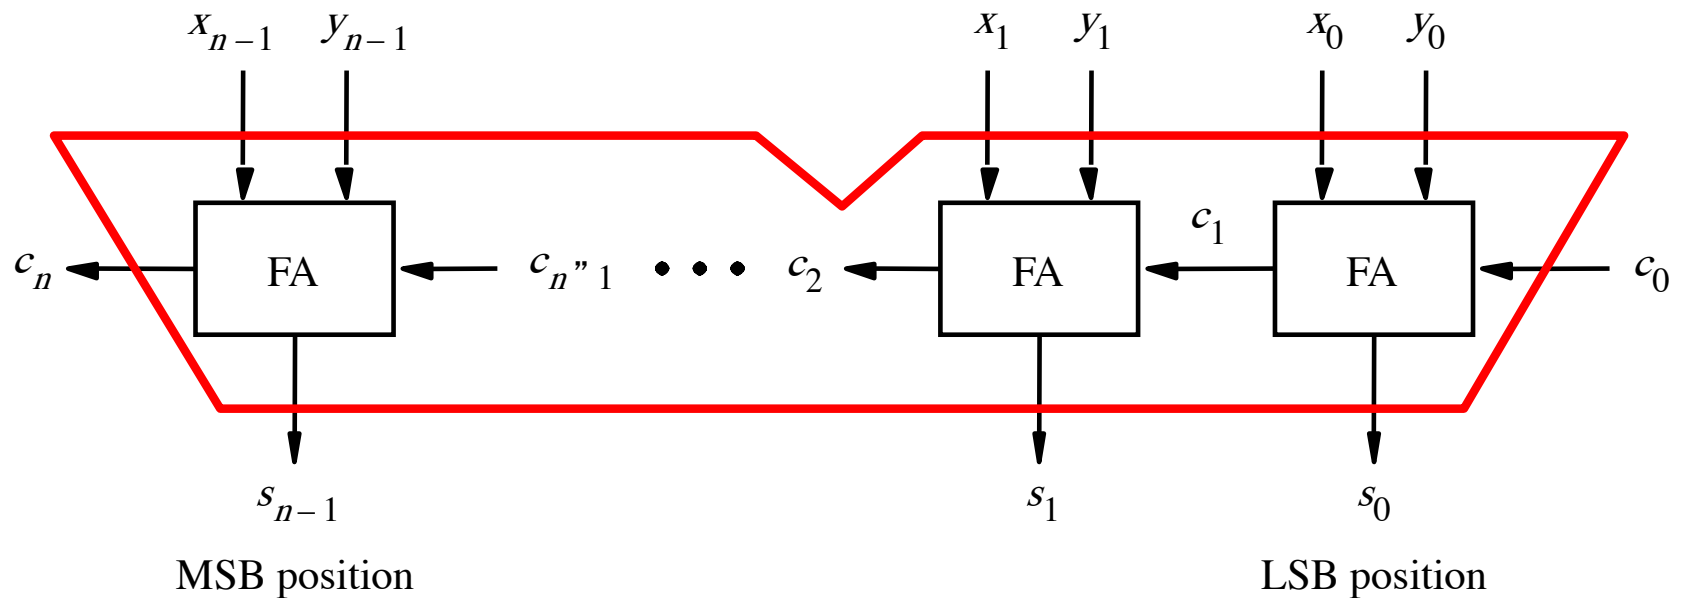 x_{n−1} y_{n−1} x_1 y_1 x_0 y_0
c_1
c_n FA c_{n ” 1} • • • c_2 FA FA c_0
s_{n−1} s_1 s_0
MSB position LSB position